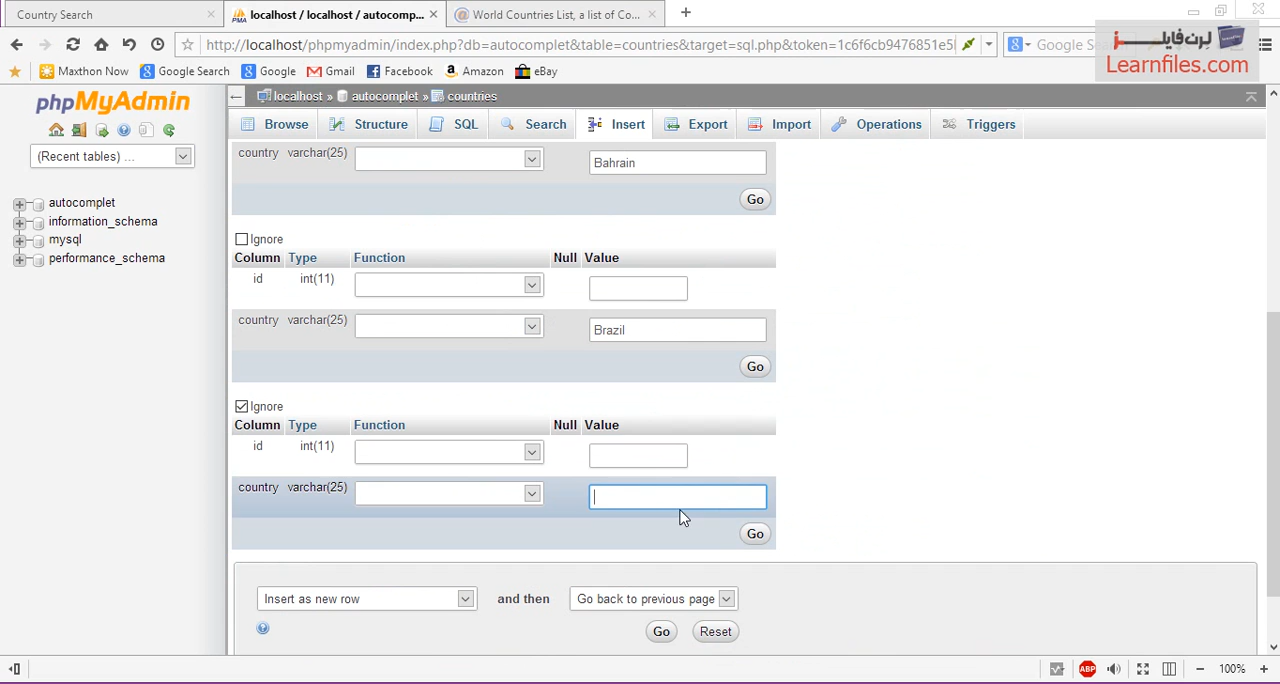 Country Search
localhost / localhost / autocomp...
World Countries List, a list of Co...
http://localhost/phpmyadmin/index.php?db=autocomplet&table=countries&target=sql.php&token=1c6f6cb9476851e5
Google Se
لرن فایلز
Learnfiles.com
Maxthon Now
Google Search
Google
Gmail
Facebook
Amazon
eBay
phpMyAdmin
localhost » autocomplet » countries
Browse
Structure
SQL
Search
Insert
Export
Import
Operations
Triggers
(Recent tables) ...
autocomplet
information_schema
mysql
performance_schema
country varchar(25) Bahrain
Go
Ignore
Column Type Function Null Value
id int(11)
country varchar(25) Brazil
Go
Ignore
Column Type Function Null Value
id int(11)
country varchar(25)
Go
Insert as new row and then Go back to previous page
Go Reset
ABP
100%